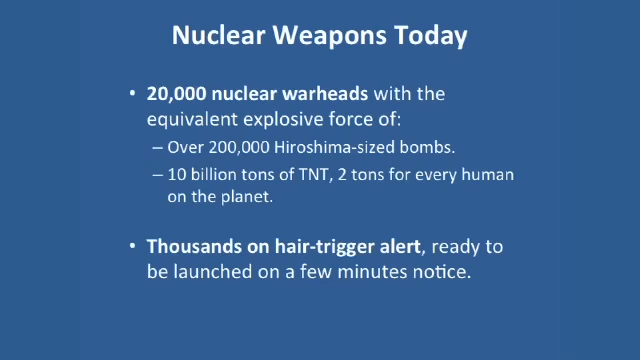 Nuclear Weapons Today
• 20,000 nuclear warheads with the
equivalent explosive force of:
– Over 200,000 Hiroshima-sized bombs.
– 10 billion tons of TNT, 2 tons for every human
on the planet.
• Thousands on hair-trigger alert, ready to
be launched on a few minutes notice.